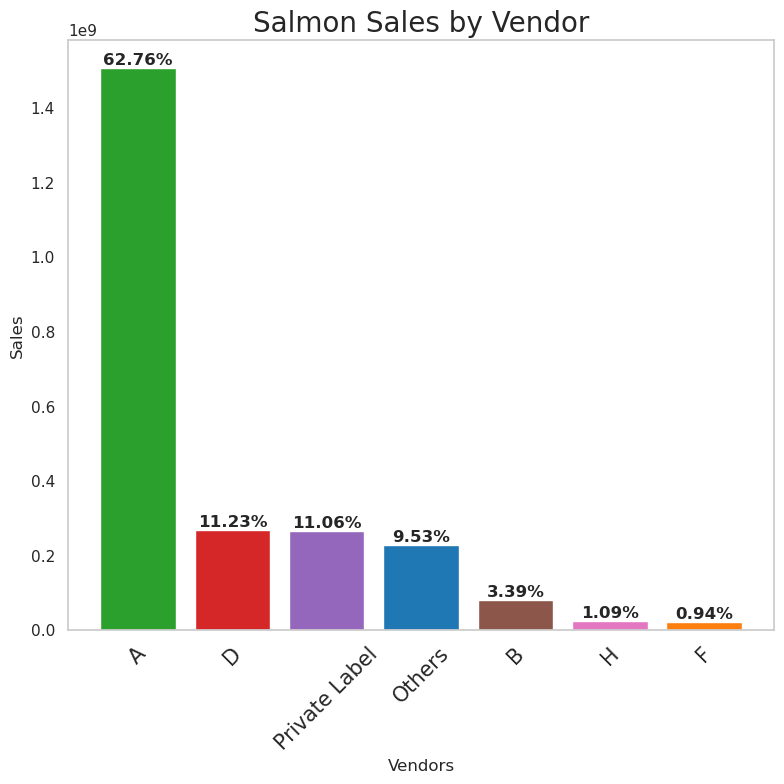 Salmon Sales by Vendor
1e9
62.76%
11.23%
11.06%
9.53%
3.39%
1.09%
0.94%
1.4
1.2
1.0
0.8
0.6
0.4
0.2
0.0
Sales
A
D
Private Label
Others
B
H
F
Vendors